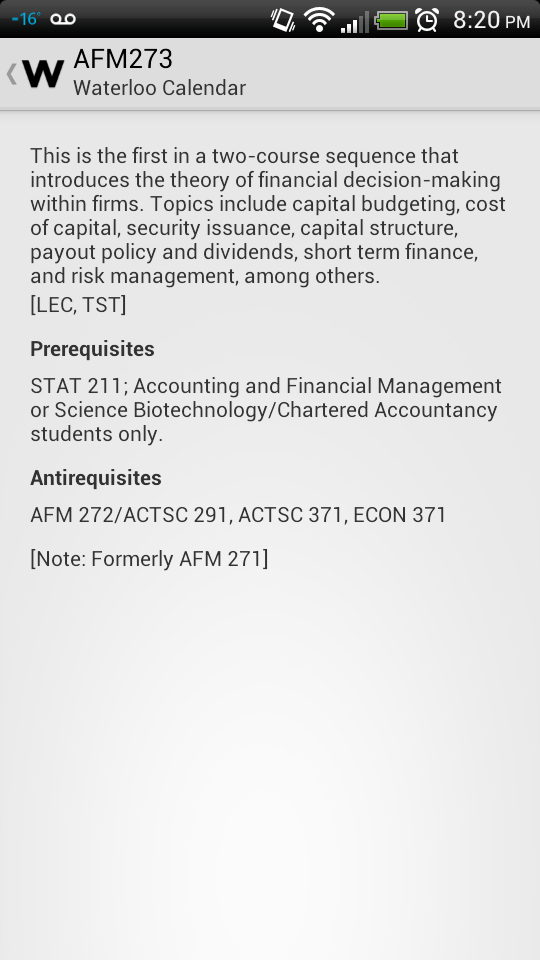 -16°
8:20 PM
W
AFM273
Waterloo Calendar
This is the first in a two-course sequence that
introduces the theory of financial decision-making
within firms. Topics include capital budgeting, cost
of capital, security issuance, capital structure,
payout policy and dividends, short term finance,
and risk management, among others.
[LEC, TST]
Prerequisites
STAT 211; Accounting and Financial Management
or Science Biotechnology/Chartered Accountancy
students only.
Antirequisites
AFM 272/ACTSC 291, ACTSC 371, ECON 371
[Note: Formerly AFM 271]